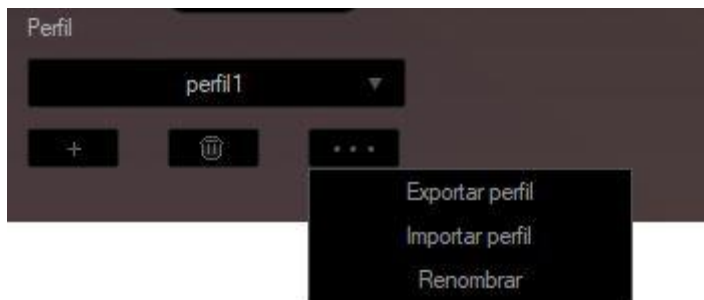 Perfil
perfil1
+
...
Exportar perfil
Importar perfil
Renombrar